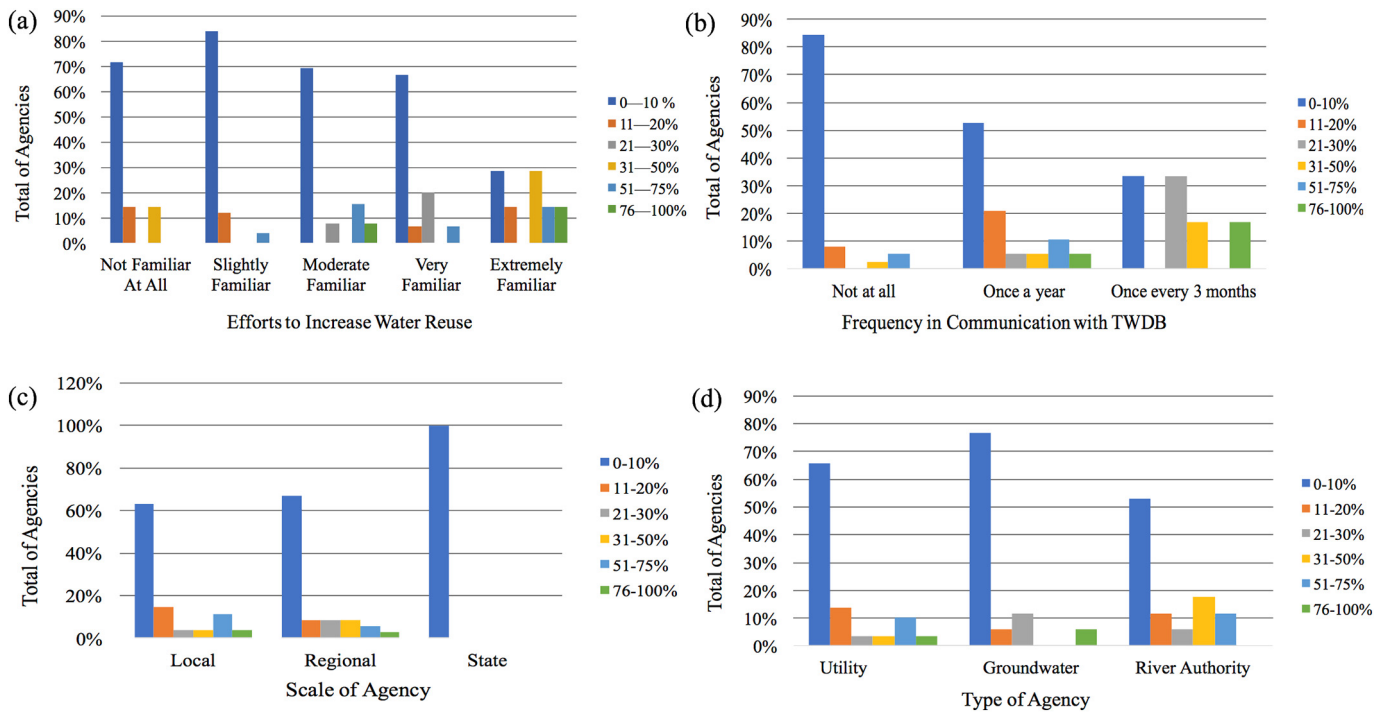 (a)
90%
80%
70%
60%
50%
40%
30%
20%
10%
0%
Total of Agencies
Not Familiar
At All
Slightly
Familiar
Moderate
Familiar
Very
Familiar
Extremely
Familiar
Efforts to Increase Water Reuse
0—10 %
11—20%
21—30%
31—50%
51—75%
76—100%
(b)
90%
80%
70%
60%
50%
40%
30%
20%
10%
0%
Total of Agencies
Not at all
Once a year
Once every 3 months
Frequency in Communication with TWDB
0-10%
11-20%
21-30%
31-50%
51-75%
76-100%
(c)
120%
100%
80%
60%
40%
20%
0%
Total of Agencies
Local
Regional
State
Scale of Agency
0-10%
11-20%
21-30%
31-50%
51-75%
76-100%
(d)
90%
80%
70%
60%
50%
40%
30%
20%
10%
0%
Total of Agencies
Utility
Groundwater
River Authority
Type of Agency
0-10%
11-20%
21-30%
31-50%
51-75%
76-100%